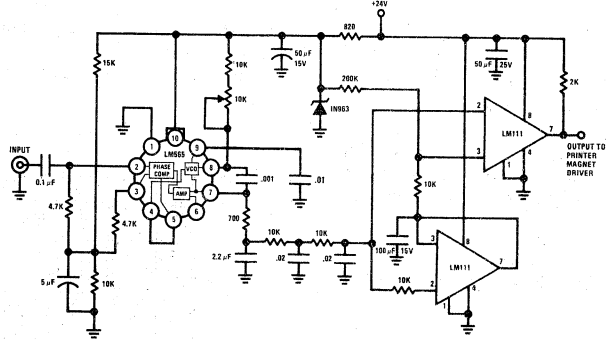 +24V
820
50 µF
15V
15K
10K
10K
50 µF
25V
2K
200K
IN963
10
1
9
LM565
2
8
PHASE
COMP
VCO
AMP
3
7
4
5
6
INPUT
0.1 µF
4.7K
4.7K
5 µF
10K
.001
.01
700
10K
10K
2.2 µF
.02
.02
2
8
LM111
7
3
4
1
OUTPUT TO
PRINTER
MAGNET
DRIVER
10K
100 µF
15V
3
8
LM111
7
10K
2
1
4